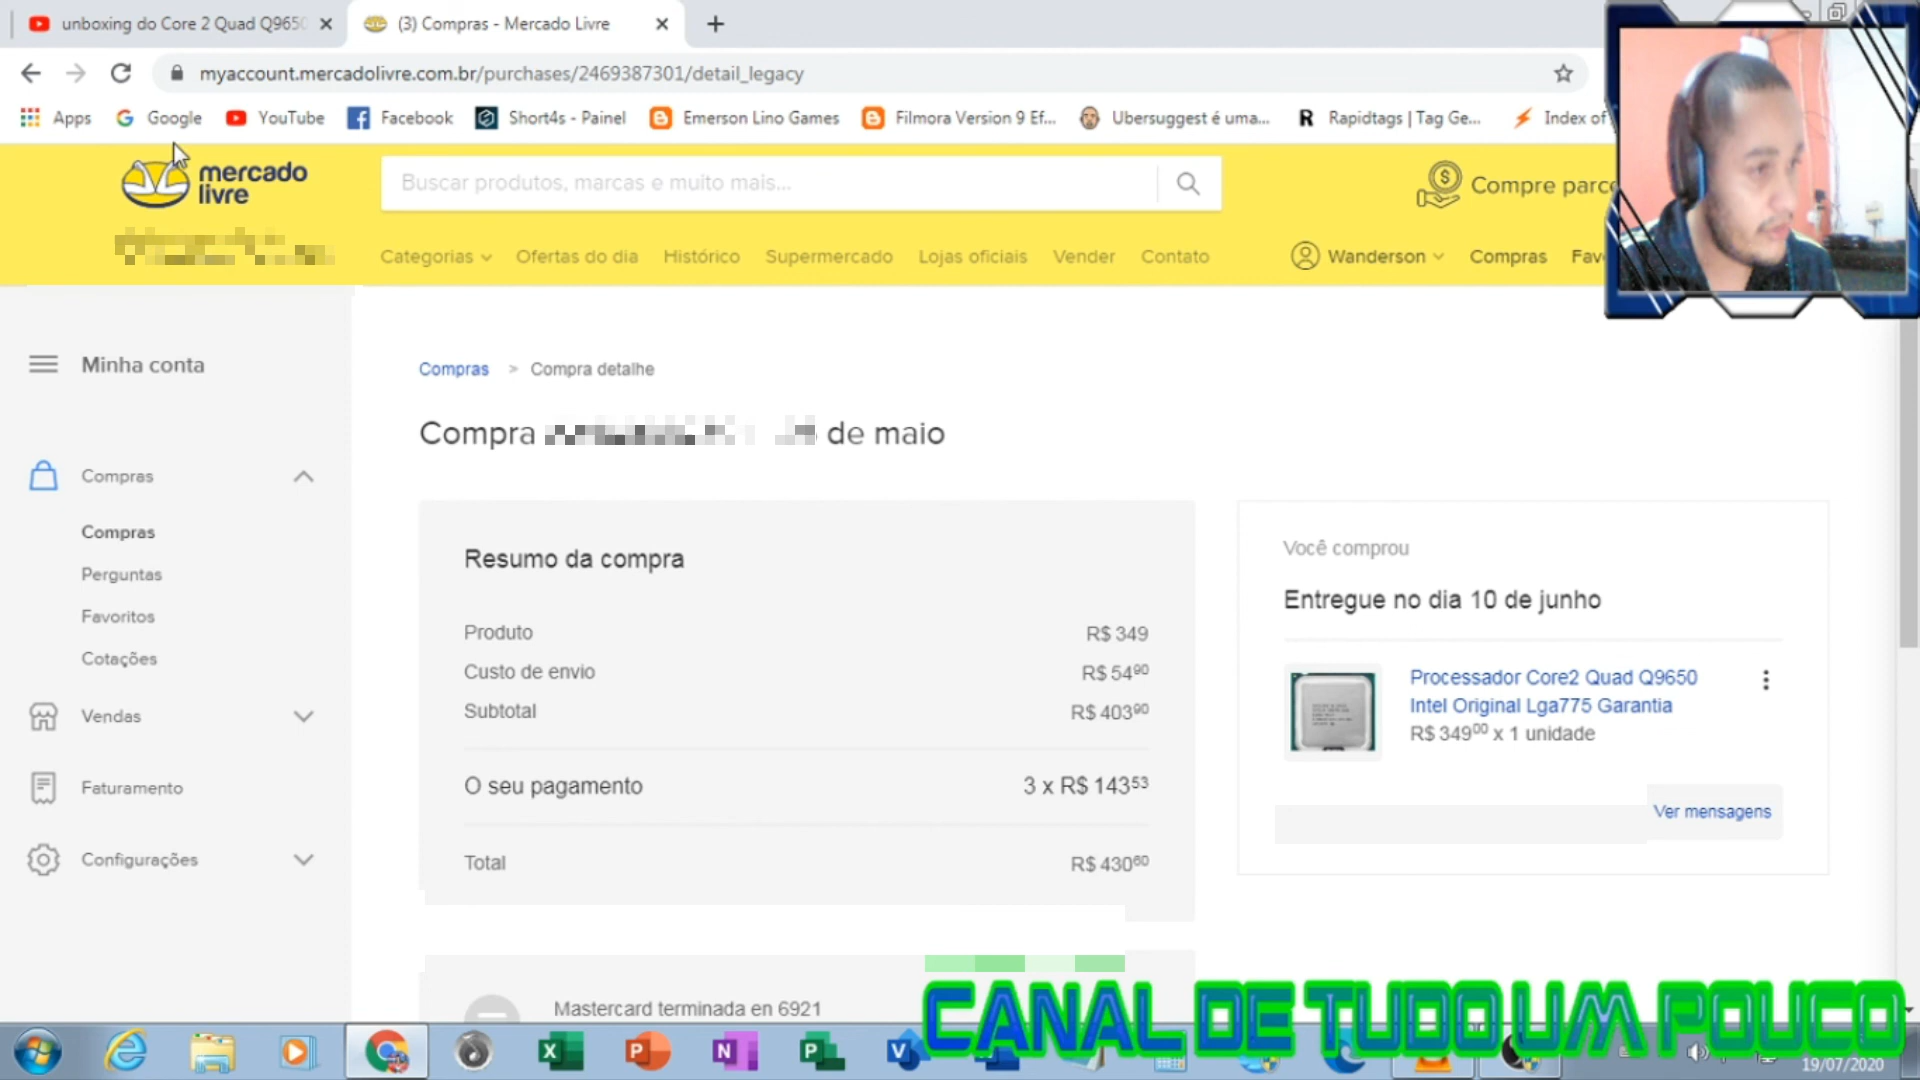 unboxing do Core 2 Quad Q9650
(3) Compras - Mercado Livre
myaccount.mercadolivre.com.br/purchases/2469387301/detail_legacy
Apps Google YouTube Facebook Short4s - Painel Emerson Lino Games Filmora Version 9 Ef... Ubersuggest é uma... Rapidtags | Tag Ge... Index of
mercado
livre
Buscar produtos, marcas e muito mais...
Compre parc
Categorias Ofertas do dia Histórico Supermercado Lojas oficiais Vender Contato Wanderson Compras Fav
Minha conta
Compras
Compras
Perguntas
Favoritos
Cotações
Vendas
Faturamento
Configurações
Compras > Compra detalhe
Compra de maio
Resumo da compra
Produto R$ 349
Custo de envio R$ 5490
Subtotal R$ 40390
O seu pagamento 3 x R$ 14353
Total R$ 43060
Mastercard terminada en 6921
Você comprou
Entregue no dia 10 de junho
Processador Core2 Quad Q9650
Intel Original Lga775 Garantia
R$ 34900 x 1 unidade
Ver mensagens
CANAL DE TUDO UM POUCO
19/07/2020